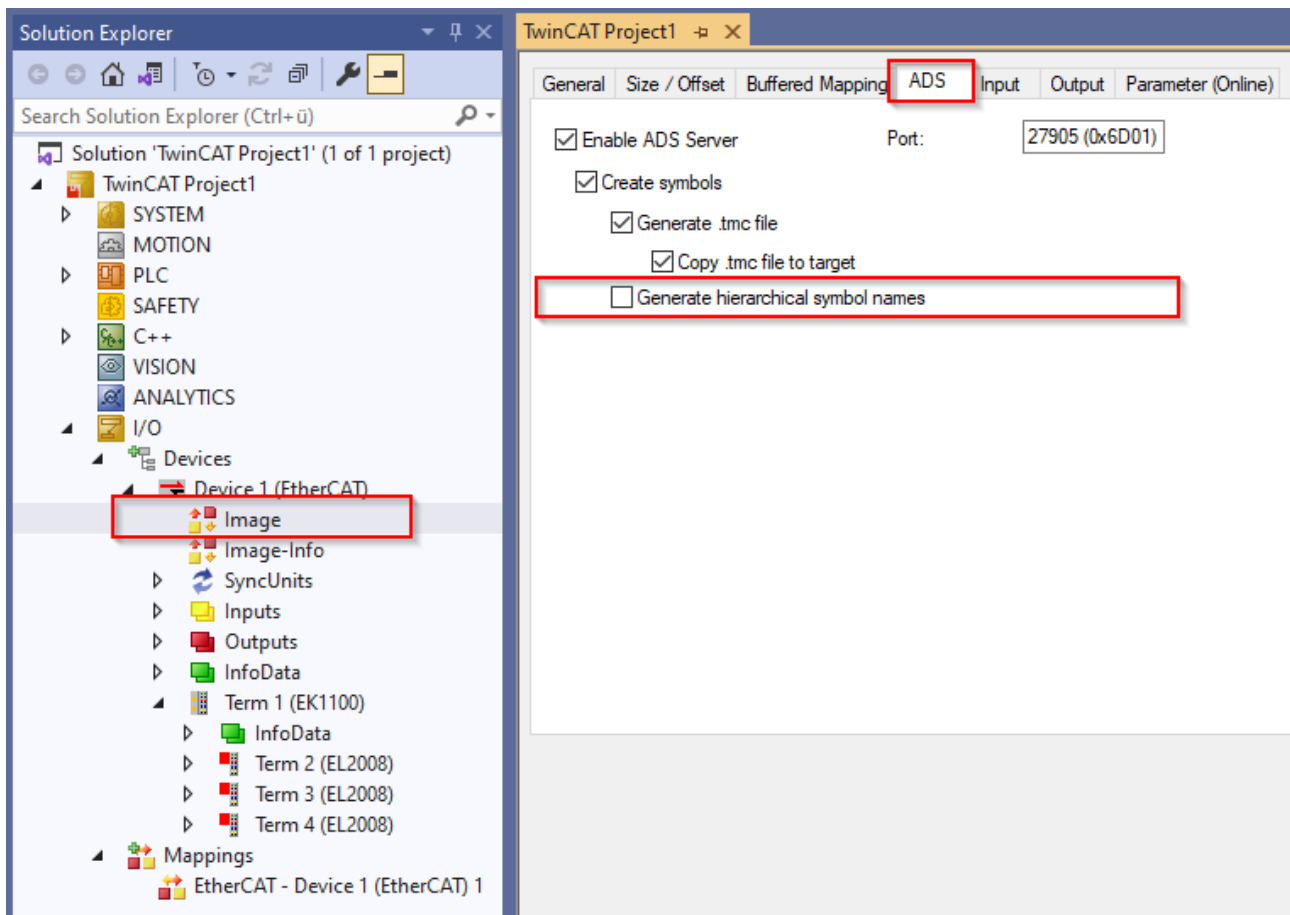 Solution Explorer
Search Solution Explorer (Ctrl+ü)
Solution 'TwinCAT Project1' (1 of 1 project)
TwinCAT Project1
SYSTEM
MOTION
PLC
SAFETY
C++
VISION
ANALYTICS
I/O
Devices
Device 1 (EtherCAT)
Image
Image-Info
SyncUnits
Inputs
Outputs
InfoData
Term 1 (EK1100)
InfoData
Term 2 (EL2008)
Term 3 (EL2008)
Term 4 (EL2008)
Mappings
EtherCAT - Device 1 (EtherCAT) 1
TwinCAT Project1
General Size / Offset Buffered Mapping ADS Input Output Parameter (Online)
Enable ADS Server Port: 27905 (0x6D01)
Create symbols
Generate .tmc file
Copy .tmc file to target
Generate hierarchical symbol names